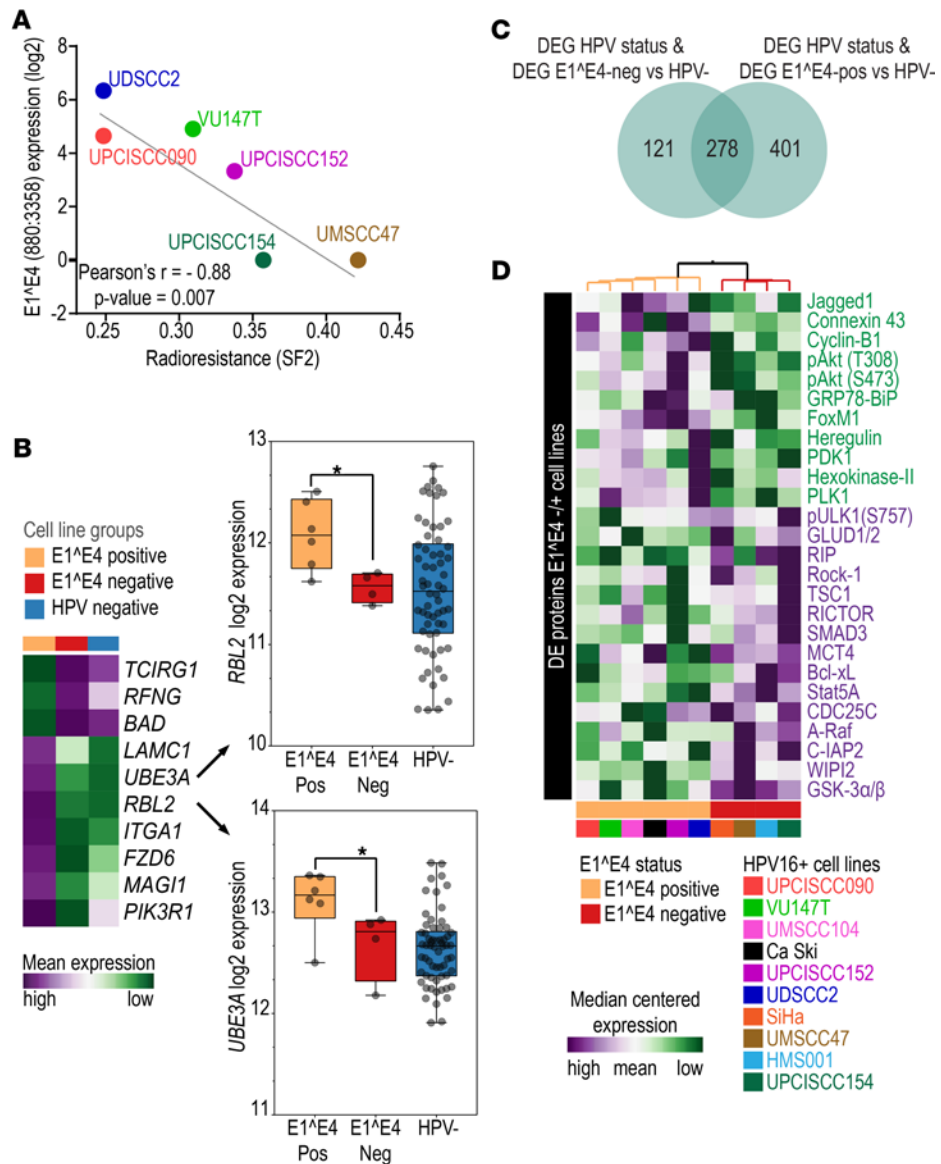 A
E1^E4 (880:3358) expression (log2)
8
6
4
2
0
-2
UDSCC2
VU147T
UPCISCC090
UPCISCC152
UPCISCC154
UMSCC47
Pearson's r = - 0.88
p-value = 0.007
0.25
0.30
0.35
0.40
0.45
Radioresistance (SF2)
B
Cell line groups
E1^E4 positive
E1^E4 negative
HPV negative
TCIRG1
RFNG
BAD
LAMC1
UBE3A
RBL2
ITGA1
FZD6
MAGI1
PIK3R1
Mean expression
high
low
RBL2 log2 expression
13
12
11
10
*
E1^E4 Pos
E1^E4 Neg
HPV-
UBE3A log2 expression
14
13
12
11
*
E1^E4 Pos
E1^E4 Neg
HPV-
C
DEG HPV status &
DEG E1^E4-neg vs HPV-
DEG HPV status &
DEG E1^E4-pos vs HPV-
121
278
401
D
DE proteins E1^E4 -/+ cell lines
Jagged1
Connexin 43
Cyclin-B1
pAkt (T308)
pAkt (S473)
GRP78-BiP
FoxM1
Heregulin
PDK1
Hexokinase-II
PLK1
pULK1(S757)
GLUD1/2
RIP
Rock-1
TSC1
RICTOR
SMAD3
MCT4
Bcl-xL
Stat5A
CDC25C
A-Raf
C-IAP2
WIPI2
GSK-3α/β
E1^E4 status
E1^E4 positive
E1^E4 negative
Median centered
expression
high
mean
low
HPV16+ cell lines
UPCISCC090
VU147T
UMSCC104
Ca Ski
UPCISCC152
UDSCC2
SiHa
UMSCC47
HMS001
UPCISCC154